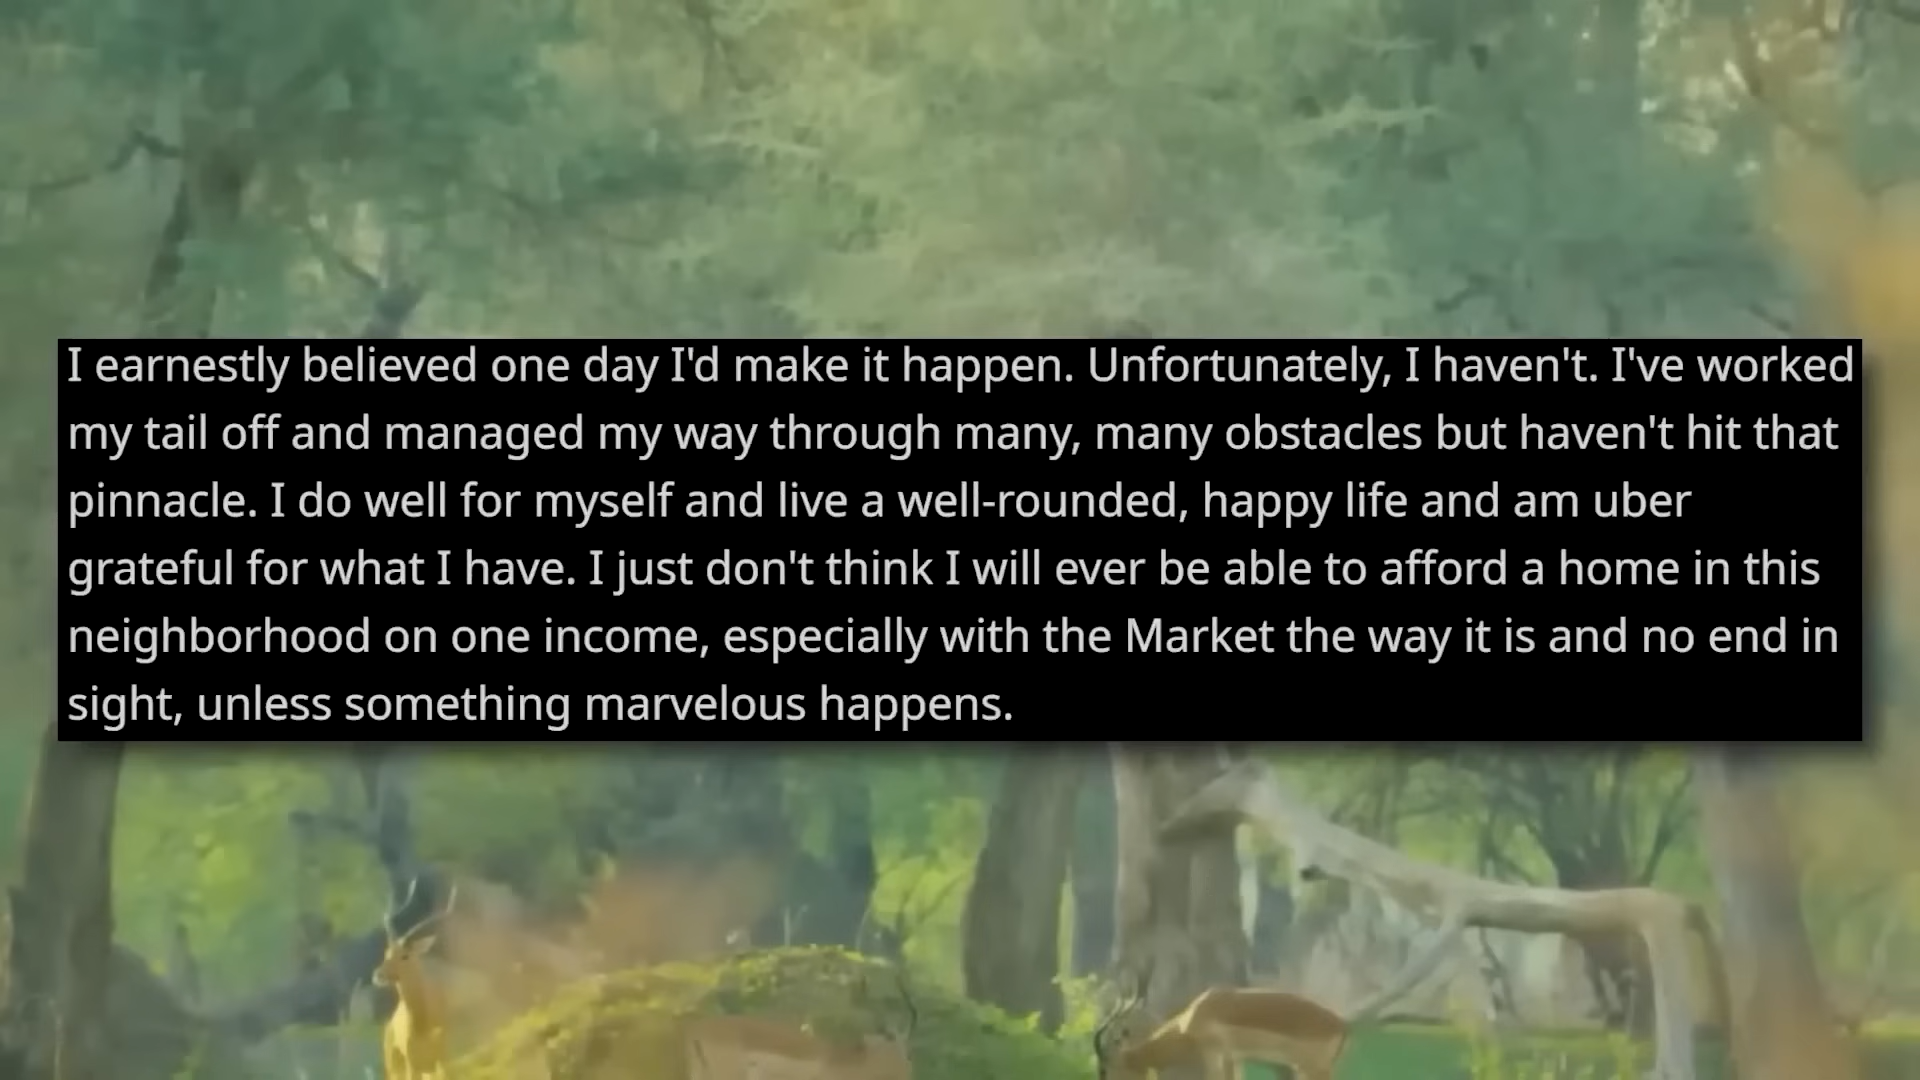 I earnestly believed one day I'd make it happen. Unfortunately, I haven't. I've worked
my tail off and managed my way through many, many obstacles but haven't hit that
pinnacle. I do well for myself and live a well-rounded, happy life and am uber
grateful for what I have. I just don't think I will ever be able to afford a home in this
neighborhood on one income, especially with the Market the way it is and no end in
sight, unless something marvelous happens.